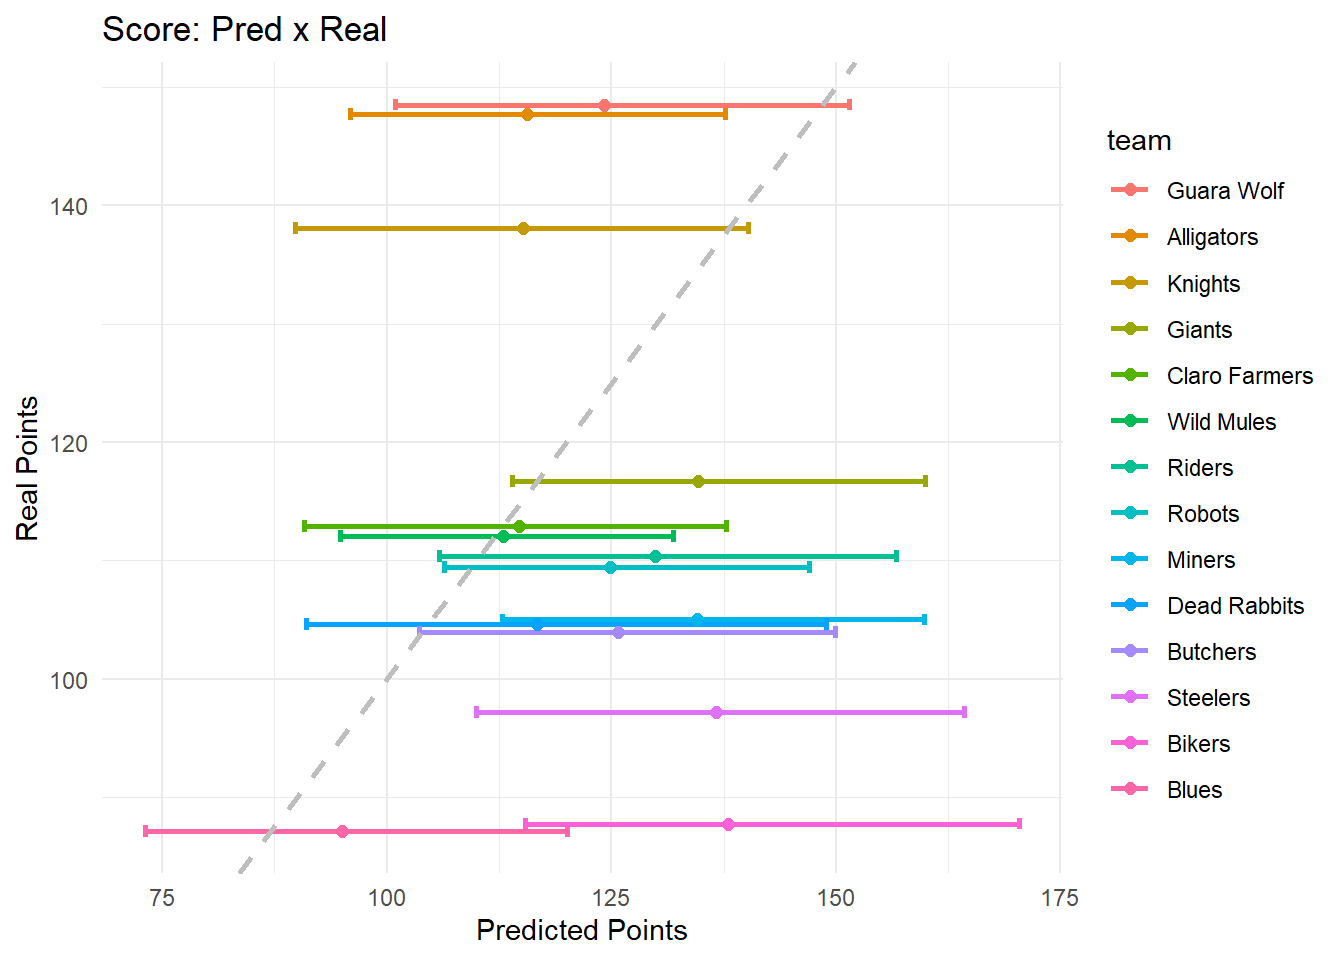 Score: Pred x Real
Real Points
140
120
100
75
100
125
150
175
Predicted Points
team
Guara Wolf
Alligators
Knights
Giants
Claro Farmers
Wild Mules
Riders
Robots
Miners
Dead Rabbits
Butchers
Steelers
Bikers
Blues